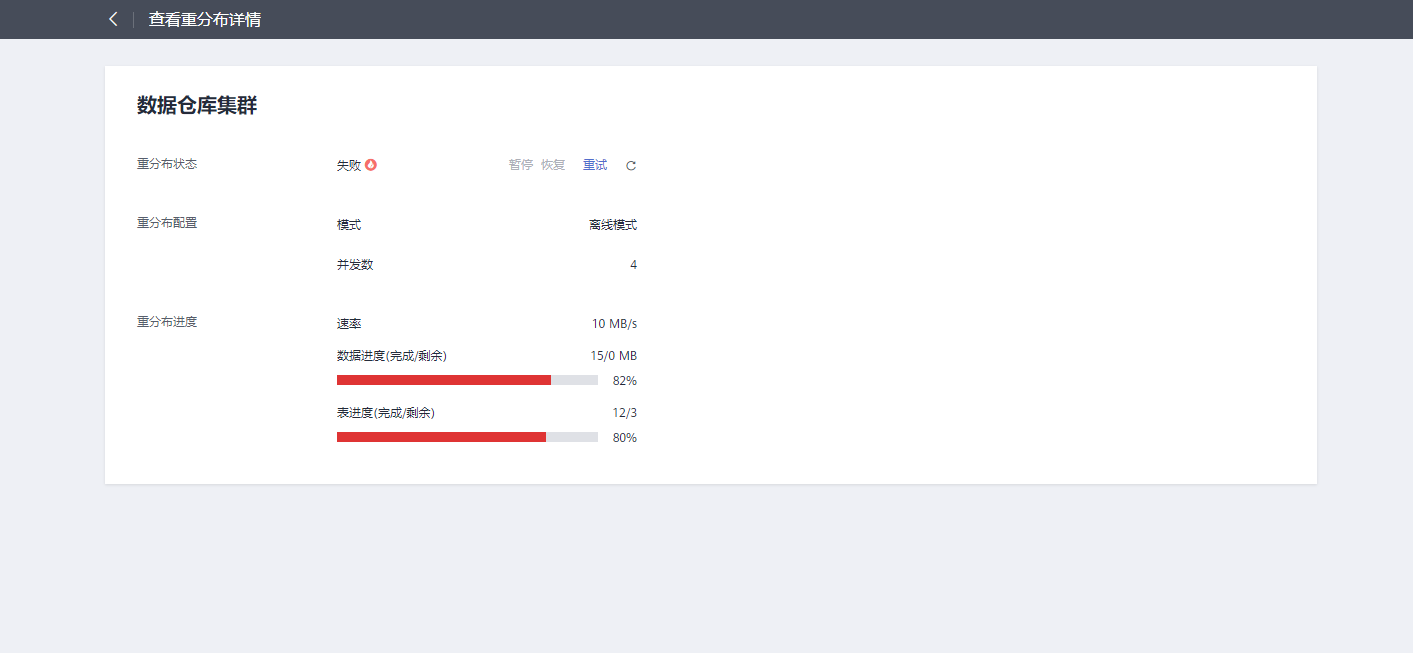 查看重分布详情
数据仓库集群
重分布状态 失败 暂停 恢复 重试
重分布配置 模式 离线模式
并发数 4
重分布进度 速率 10 MB/s
数据进度(完成/剩余) 15/0 MB
82%
表进度(完成/剩余) 12/3
80%